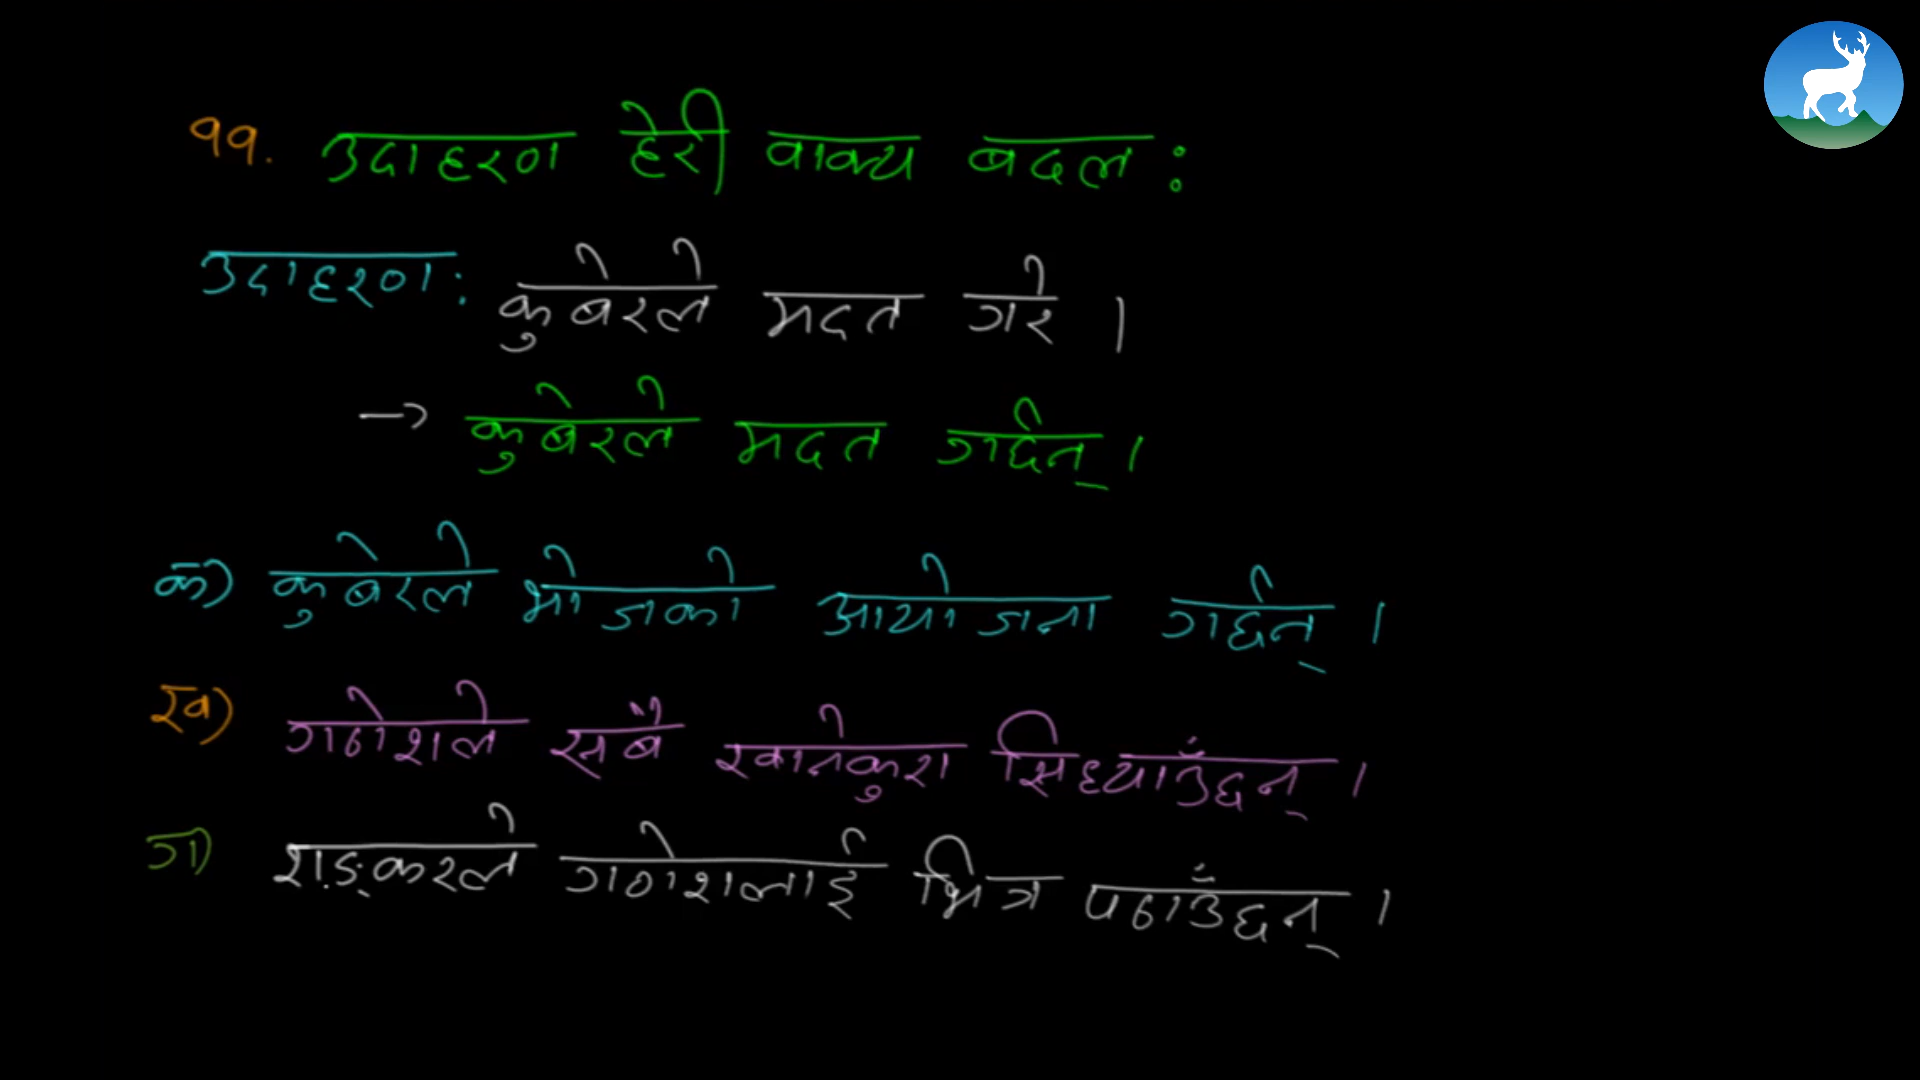 ११. उदाहरण हेरी वाक्य बदल :
उदाहरण: कुबेरले मदत गरे ।
→ कुबेरले मदत गर्छन् ।
क) कुबेरले भोजको आयोजना गर्छन् ।
ख) गणेशले सबै खानेकुरा सिध्याउँछन् ।
ग) शङ्करले गणेशलाई भित्र पठाउँछन् ।